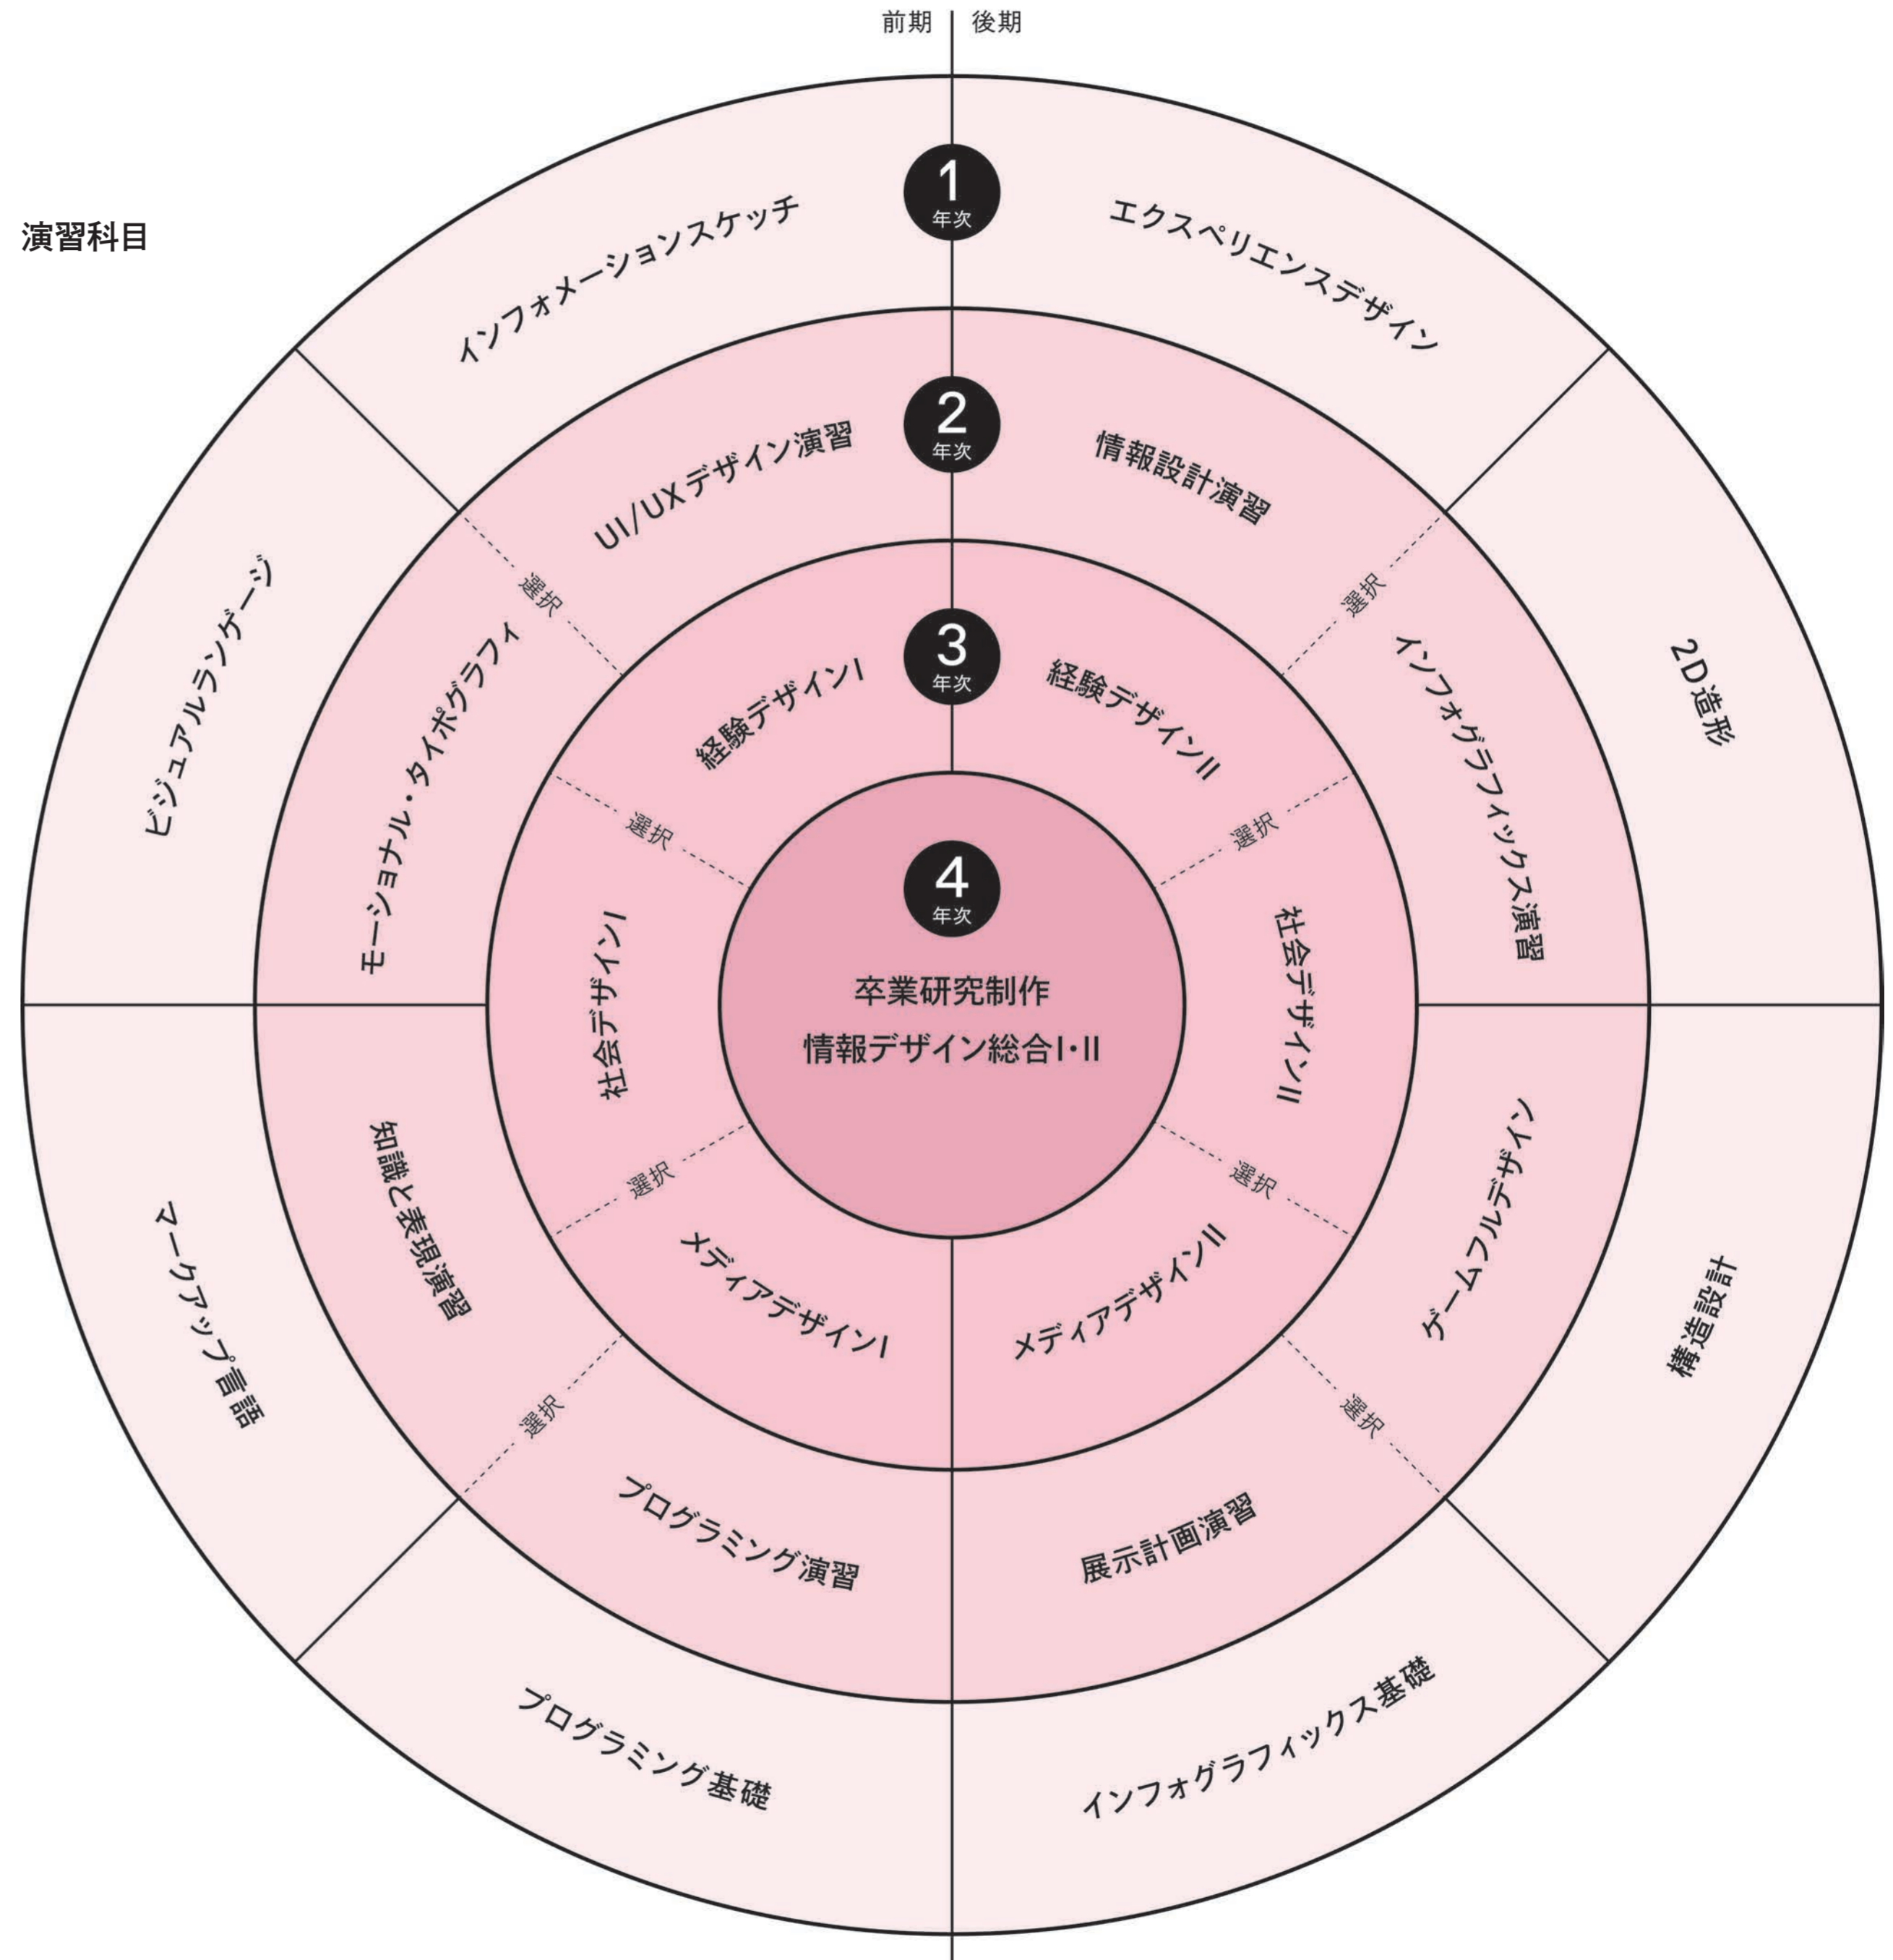 前期
後期
演習科目
1
年次
インフォメーションスケッチ
エクスペリエンスデザイン
ビジュアルランゲージ
2D造形
マークアップ言語
構造設計
プログラミング基礎
インフォグラフィックス基礎
2
年次
UI/UXデザイン演習
情報設計演習
選択
選択
モーショナル・タイポグラフィ
インフォグラフィックス演習
知識と表現演習
ゲームフルデザイン
選択
選択
プログラミング演習
展示計画演習
3
年次
経験デザインI
経験デザインII
選択
選択
社会デザインI
社会デザインII
選択
選択
メディアデザインI
メディアデザインII
4
年次
卒業研究制作
情報デザイン総合I・II